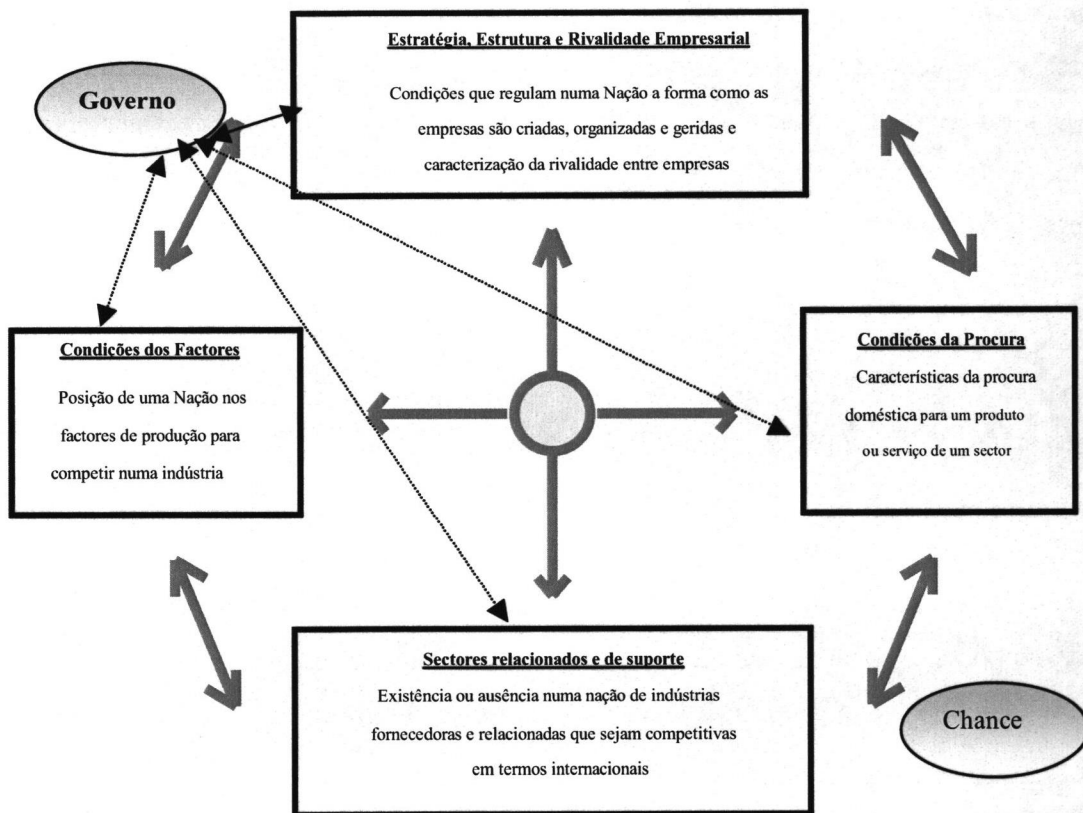 Estratégia, Estrutura e Rivalidade Empresarial
Condições que regulam numa Nação a forma como as
empresas são criadas, organizadas e geridas e
caracterização da rivalidade entre empresas
Governo
Condições dos Factores
Posição de uma Nação nos
factores de produção para
competir numa indústria
Condições da Procura
Características da procura
doméstica para um produto
ou serviço de um sector
Sectores relacionados e de suporte
Existência ou ausência numa nação de indústrias
fornecedoras e relacionadas que sejam competitivas
em termos internacionais
Chance